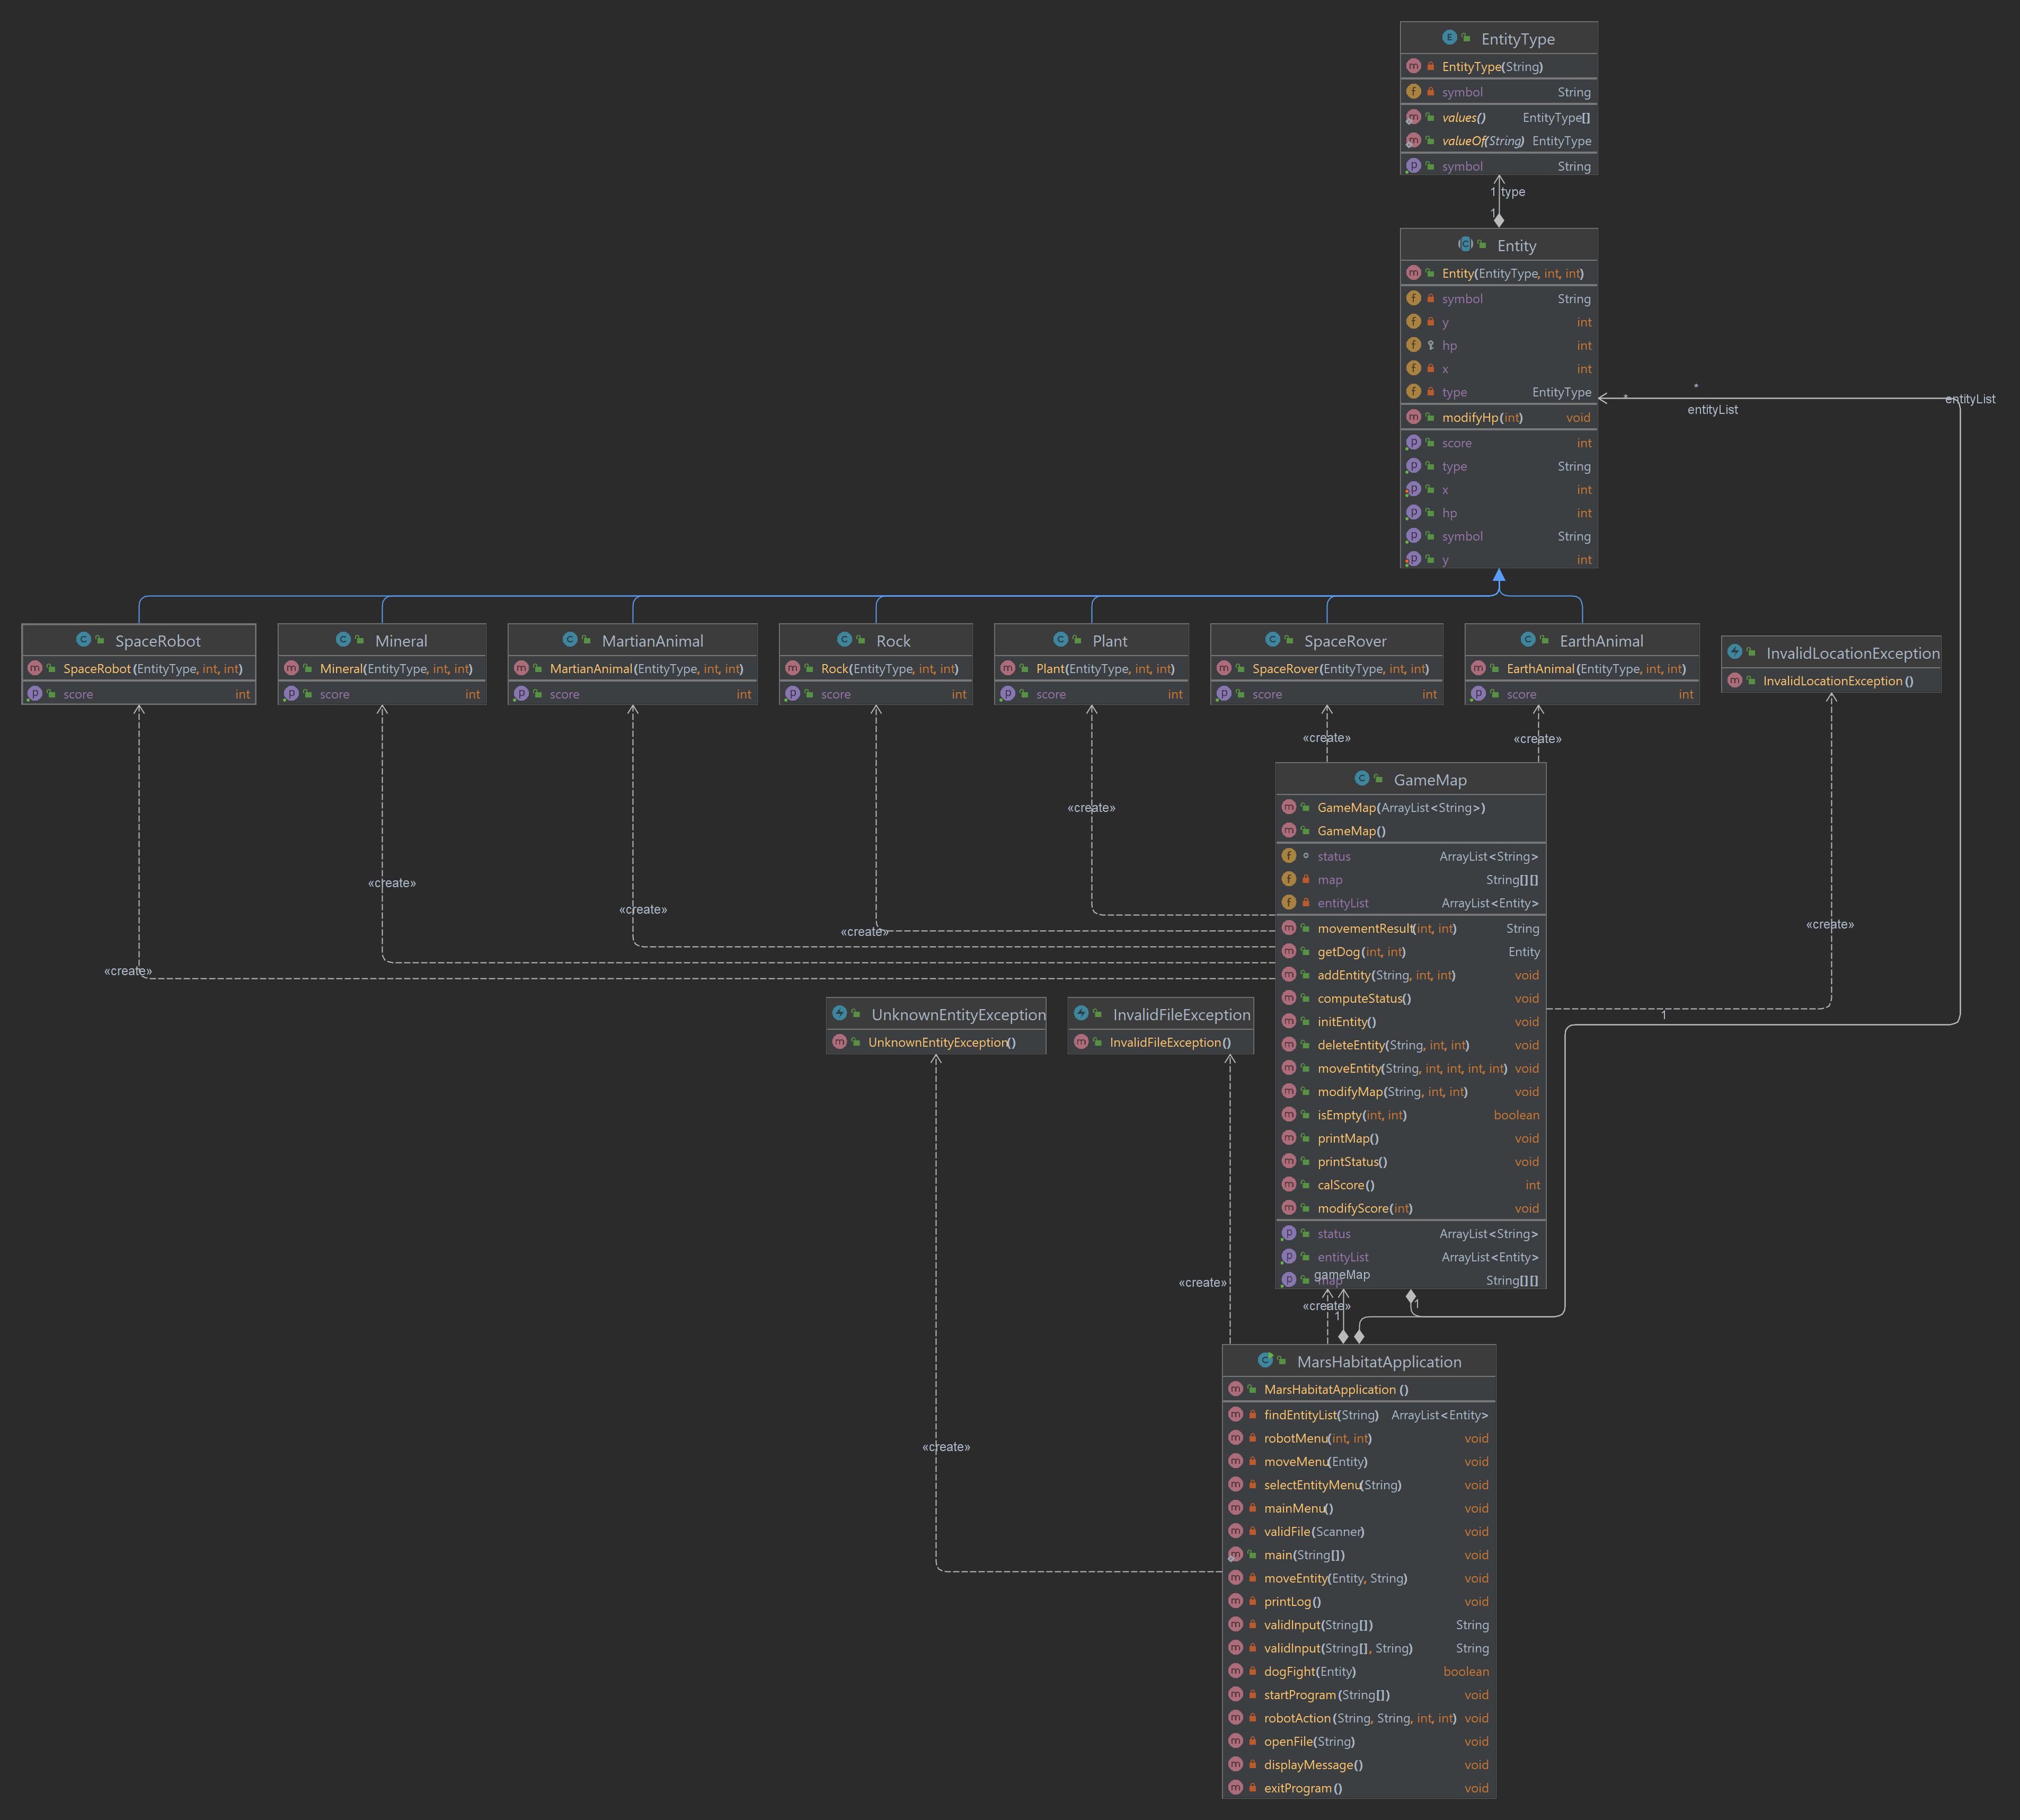 EntityType
EntityType(String)
symbol String
values() EntityType[]
valueOf(String) EntityType
symbol String
1 type
1
Entity
Entity(EntityType, int, int)
symbol String
y int
hp int
x int
type EntityType
modifyHp(int) void
score int
type String
x int
hp int
symbol String
y int
*
* entityList
entityList
SpaceRobot
SpaceRobot(EntityType, int, int)
score int
Mineral
Mineral(EntityType, int, int)
score int
MartianAnimal
MartianAnimal(EntityType, int, int)
score int
Rock
Rock(EntityType, int, int)
score int
Plant
Plant(EntityType, int, int)
score int
SpaceRover
SpaceRover(EntityType, int, int)
score int
EarthAnimal
EarthAnimal(EntityType, int, int)
score int
InvalidLocationException
InvalidLocationException()
«create»
«create»
«create»
«create»
«create»
«create»
«create»
«create»
GameMap
GameMap(ArrayList<String>)
GameMap()
status ArrayList<String>
map String[][]
entityList ArrayList<Entity>
movementResult(int, int) String
getDog(int, int) Entity
addEntity(String, int, int) void
computeStatus() void
initEntity() void
deleteEntity(String, int, int) void
moveEntity(String, int, int, int, int) void
modifyMap(String, int, int) void
isEmpty(int, int) boolean
printMap() void
printStatus() void
calScore() int
modifyScore(int) void
status ArrayList<String>
entityList ArrayList<Entity>
map String[][]
gameMap
1
UnknownEntityException
UnknownEntityException()
InvalidFileException
InvalidFileException()
«create»
«create»
«create»
1
1
MarsHabitatApplication
MarsHabitatApplication()
findEntityList(String) ArrayList<Entity>
robotMenu(int, int) void
moveMenu(Entity) void
selectEntityMenu(String) void
mainMenu() void
validFile(Scanner) void
main(String[]) void
moveEntity(Entity, String) void
printLog() void
validInput(String[]) String
validInput(String[], String) String
dogFight(Entity) boolean
startProgram(String[]) void
robotAction(String, String, int, int) void
openFile(String) void
displayMessage() void
exitProgram() void